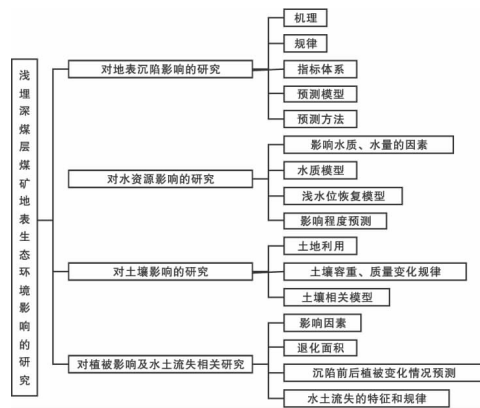 浅埋深煤层煤矿地表生态环境影响的研究
对地表沉陷影响的研究
机理
规律
指标体系
预测模型
预测方法
对水资源影响的研究
影响水质、水量的因素
水质模型
浅水位恢复模型
影响程度预测
对土壤影响的研究
土地利用
土壤容重、质量变化规律
土壤相关模型
对植被影响及水土流失相关研究
影响因素
退化面积
沉陷前后植被变化情况预测
水土流失的特征和规律